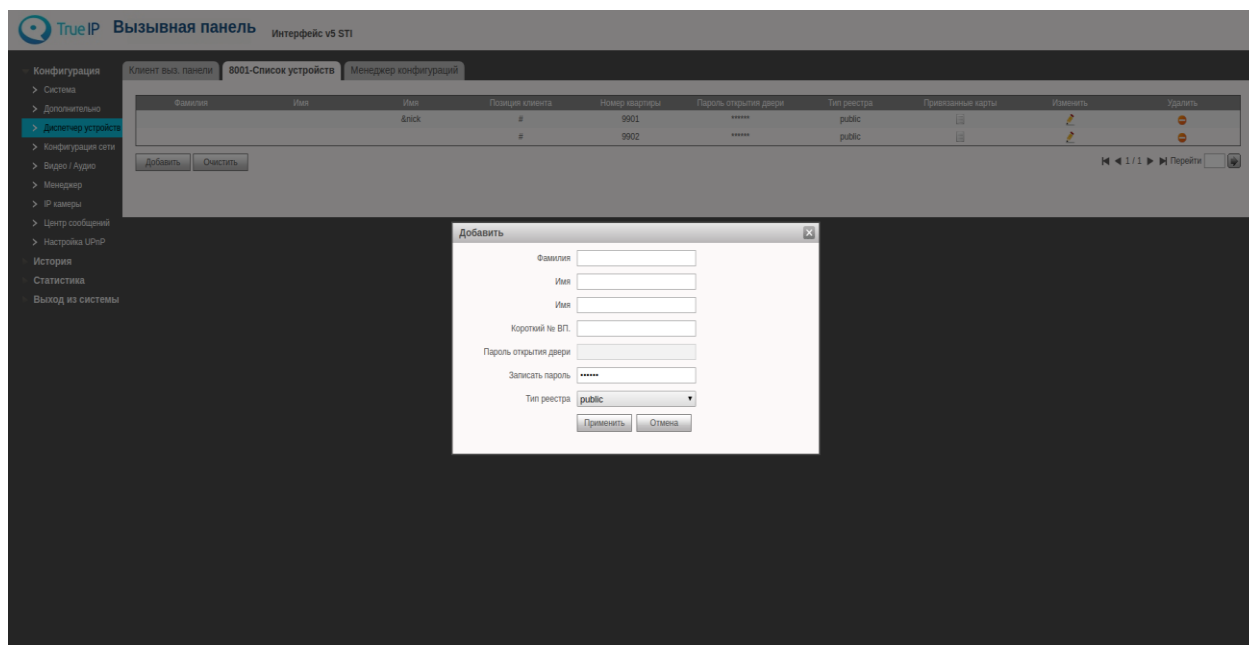 True IP Вызывная панель Интерфейс v5 STI
Конфигурация
Система
Дополнительно
Диспетчер устройств
Конфигурация сети
Видео / Аудио
Менеджер
IP камеры
Центр сообщений
Настройка UPnP
История
Статистика
Выход из системы
Клиент выз. панели 8001-Список устройств Менеджер конфигураций
Фамилия Имя Имя Позиция клиента Номер квартиры Пароль открытия двери Тип реестра Привязанные карты Изменить Удалить
&nick # 9901 ****** public
# 9902 ****** public
Добавить Очистить 1 / 1 Перейти
Добавить
Фамилия
Имя
Имя
Короткий № ВП.
Пароль открытия двери
Записать пароль ••••••
Тип реестра public
Применить Отмена